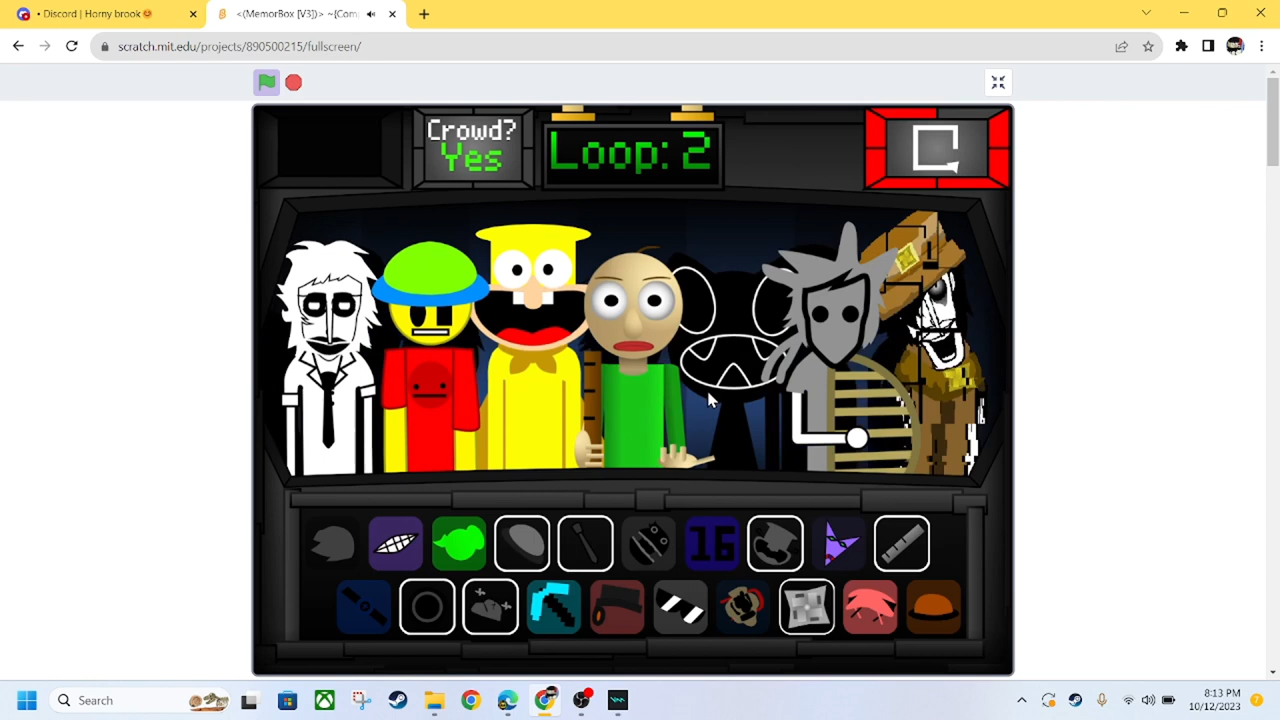 Discord | Horny brook
<(MemorBox [V3])> ~{Com
scratch.mit.edu/projects/890500215/fullscreen/
Crowd?
Yes
Loop: 2
16
Search
8:13 PM
10/12/2023